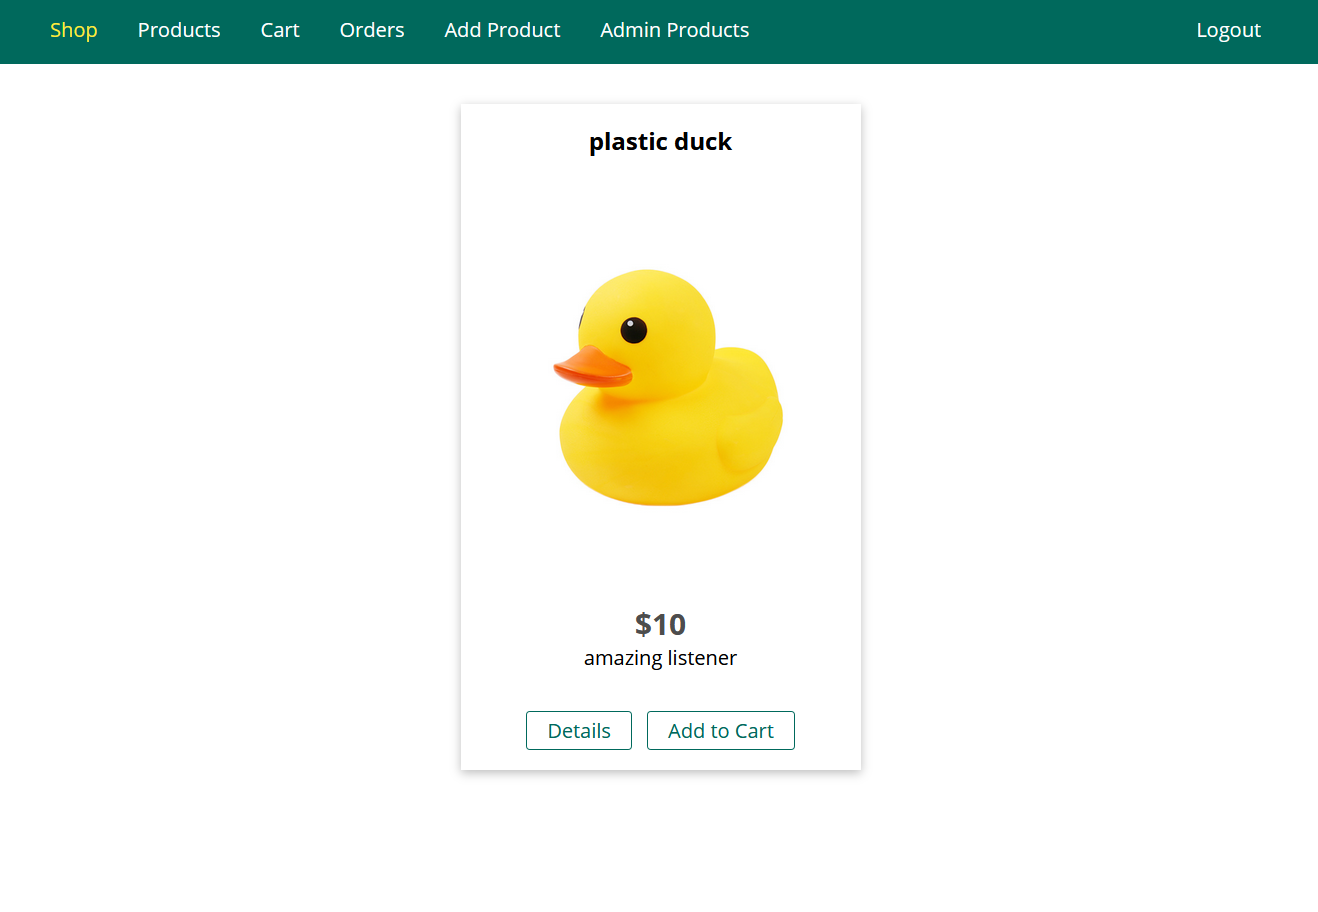 Shop Products Cart Orders Add Product Admin Products Logout
plastic duck
$10
amazing listener
Details Add to Cart